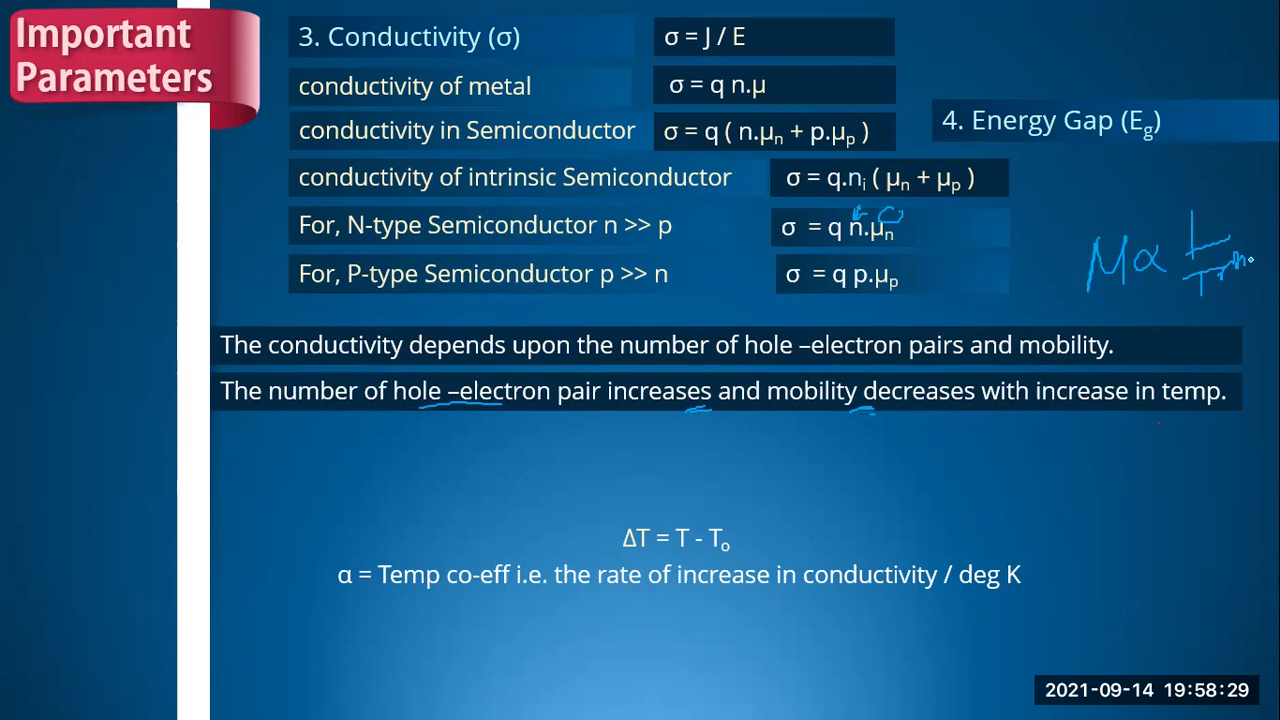 Important
Parameters
3. Conductivity (σ)
σ = J / E
conductivity of metal
σ = q n.μ
conductivity in Semiconductor
σ = q ( n.μn + p.μp )
4. Energy Gap (Eg)
conductivity of intrinsic Semiconductor
σ = q.ni ( μn + μp )
For, N-type Semiconductor n >> p
σ = q n.μn
For, P-type Semiconductor p >> n
σ = q p.μp
The conductivity depends upon the number of hole –electron pairs and mobility.
The number of hole –electron pair increases and mobility decreases with increase in temp.
ΔT = T - To
α = Temp co-eff i.e. the rate of increase in conductivity / deg K
2021-09-14 19:58:29